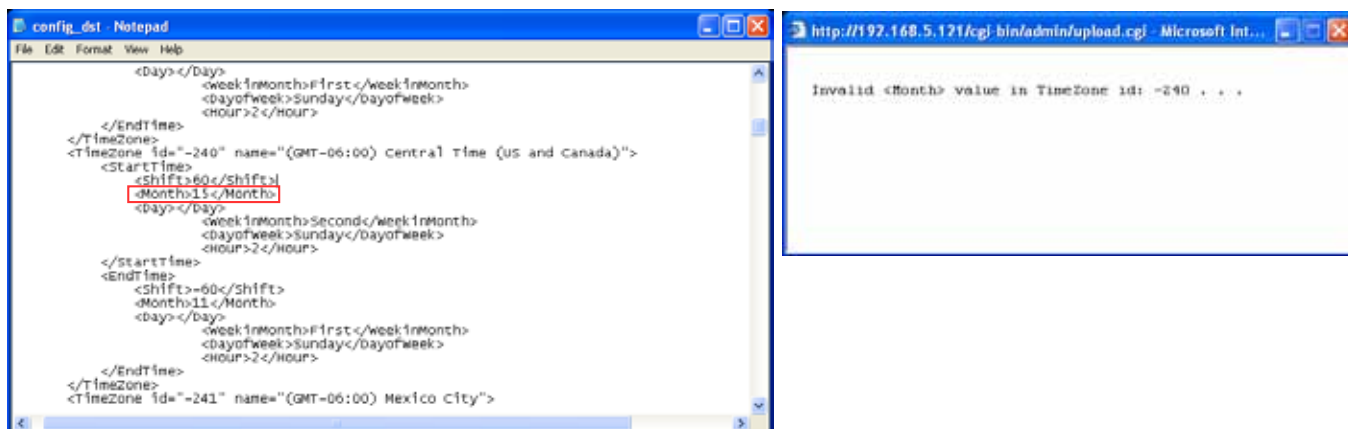 config_dst - Notepad
File Edit Format View Help
<Day></Day>
<WeekinMonth>First</WeekinMonth>
<DayofWeek>Sunday</DayofWeek>
<Hour>2</Hour>
</EndTime>
</TimeZone>
<TimeZone id="-240" name="(GMT-06:00) Central Time (US and Canada)">
<StartTime>
<Shift>60</Shift>
<Month>15</Month>
<Day></Day>
<WeekinMonth>Second</WeekinMonth>
<DayofWeek>Sunday</DayofWeek>
<Hour>2</Hour>
</StartTime>
<EndTime>
<Shift>-60</Shift>
<Month>11</Month>
<Day></Day>
<WeekinMonth>First</WeekinMonth>
<DayofWeek>Sunday</DayofWeek>
<Hour>2</Hour>
</EndTime>
</TimeZone>
<TimeZone id="-241" name="(GMT-06:00) Mexico City">
http://192.168.5.121/cgi-bin/admin/upload.cgi - Microsoft Int...
Invalid <Month> value in TimeZone id: -240 . . .